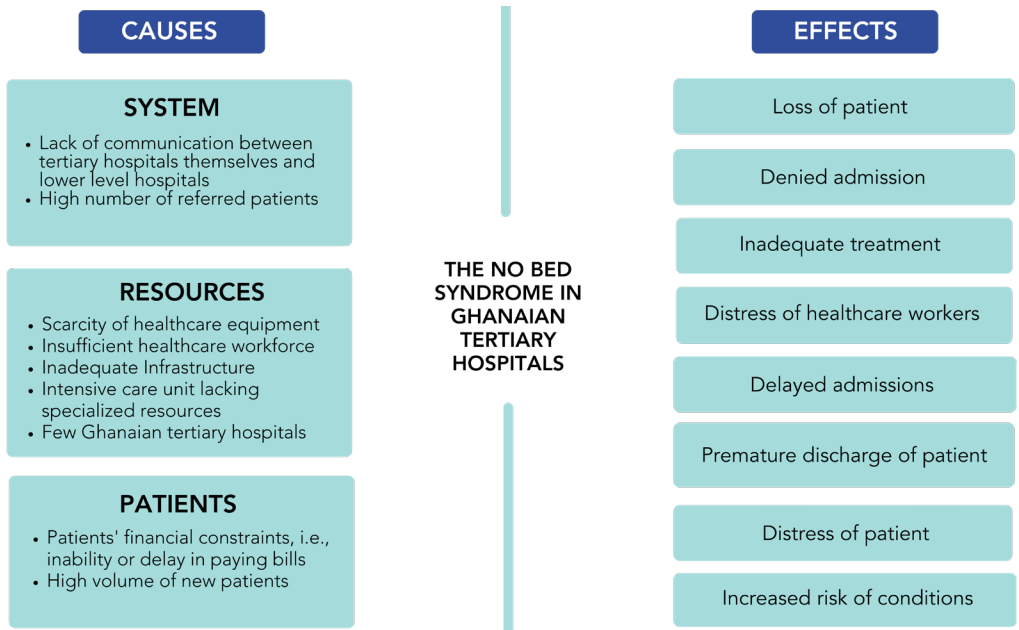 CAUSES
SYSTEM
• Lack of communication between
tertiary hospitals themselves and
lower level hospitals
• High number of referred patients
RESOURCES
• Scarcity of healthcare equipment
• Insufficient healthcare workforce
• Inadequate Infrastructure
• Intensive care unit lacking
specialized resources
• Few Ghanaian tertiary hospitals
PATIENTS
• Patients' financial constraints, i.e.,
inability or delay in paying bills
• High volume of new patients
THE NO BED
SYNDROME IN
GHANAIAN
TERTIARY
HOSPITALS
EFFECTS
Loss of patient
Denied admission
Inadequate treatment
Distress of healthcare workers
Delayed admissions
Premature discharge of patient
Distress of patient
Increased risk of conditions